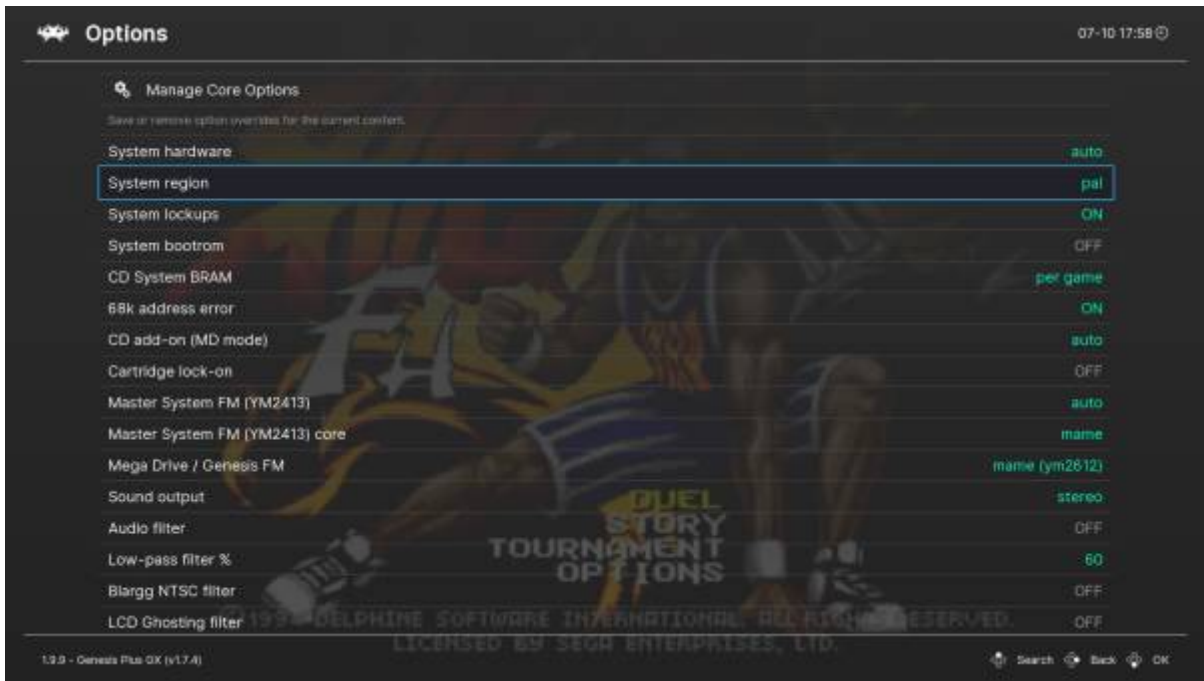 Options
07-10 17:58
Manage Core Options
Save or remove option overrides for the current content.
System hardware auto
System region pal
System lockups ON
System bootrom OFF
CD System BRAM per game
68k address error ON
CD add-on (MD mode) auto
Cartridge lock-on OFF
Master System FM (YM2413) auto
Master System FM (YM2413) core mame
Mega Drive / Genesis FM mame (ym2612)
Sound output stereo
Audio filter OFF
Low-pass filter % 60
Blargg NTSC filter OFF
LCD Ghosting filter OFF
DUEL
STORY
TOURNAMENT
OPTIONS
DELPHINE SOFTWARE INTERNATIONAL. ALL RIGHTS RESERVED.
LICENSED BY SEGA ENTERPRISES, LTD.
1.9.9 - Genesis Plus GX (v1.7.4)
Search Back OK